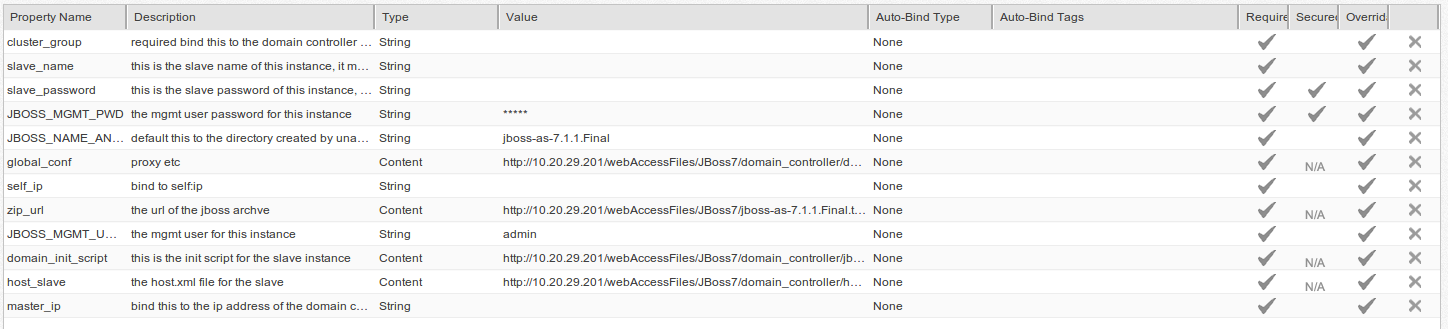 Property Name Description Type Value Auto-Bind Type Auto-Bind Tags Require Secured Overrid
cluster_group required bind this to the domain controller ... String None
slave_name this is the slave name of this instance, it m... String None
slave_password this is the slave password of this instance, ... String None
JBOSS_MGMT_PWD the mgmt user password for this instance String ***** None
JBOSS_NAME_AN... default this to the directory created by una... String jboss-as-7.1.1.Final None
global_conf proxy etc Content http://10.20.29.201/webAccessFiles/JBoss7/domain_controller/d... None N/A
self_ip bind to self:ip String None
zip_url the url of the jboss archve Content http://10.20.29.201/webAccessFiles/JBoss7/jboss-as-7.1.1.Final.t... None N/A
JBOSS_MGMT_U... the mgmt user for this instance String admin None
domain_init_script this is the init script for the slave instance Content http://10.20.29.201/webAccessFiles/JBoss7/domain_controller/jb... None N/A
host_slave the host.xml file for the slave Content http://10.20.29.201/webAccessFiles/JBoss7/domain_controller/h... None N/A
master_ip bind this to the ip address of the domain c... String None